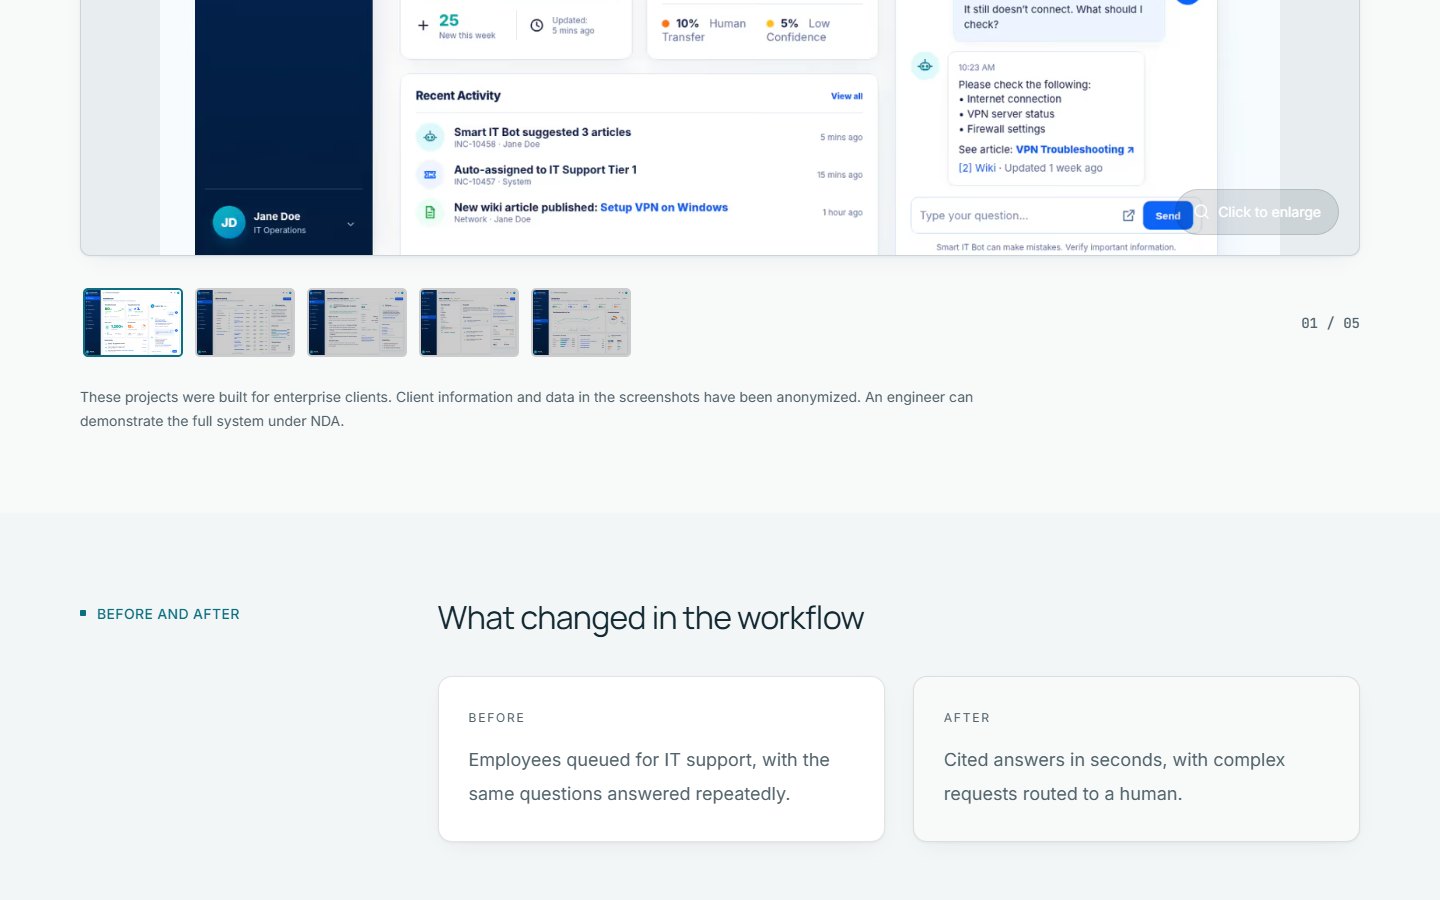 25
New this week
Updated:
5 mins ago
10% Human
Transfer
5% Low
Confidence
Recent Activity
View all
Smart IT Bot suggested 3 articles
INC-10458 · Jane Doe
5 mins ago
Auto-assigned to IT Support Tier 1
INC-10457 · System
15 mins ago
New wiki article published: Setup VPN on Windows
Network · Jane Doe
1 hour ago
JD
Jane Doe
IT Operations
It still doesn't connect. What should I
check?
10:23 AM
Please check the following:
• Internet connection
• VPN server status
• Firewall settings
See article: VPN Troubleshooting ↗
[2] Wiki · Updated 1 week ago
Type your question...
Send
Click to enlarge
Smart IT Bot can make mistakes. Verify important information.
01 / 05
These projects were built for enterprise clients. Client information and data in the screenshots have been anonymized. An engineer can
demonstrate the full system under NDA.
BEFORE AND AFTER
What changed in the workflow
BEFORE
Employees queued for IT support, with the
same questions answered repeatedly.
AFTER
Cited answers in seconds, with complex
requests routed to a human.